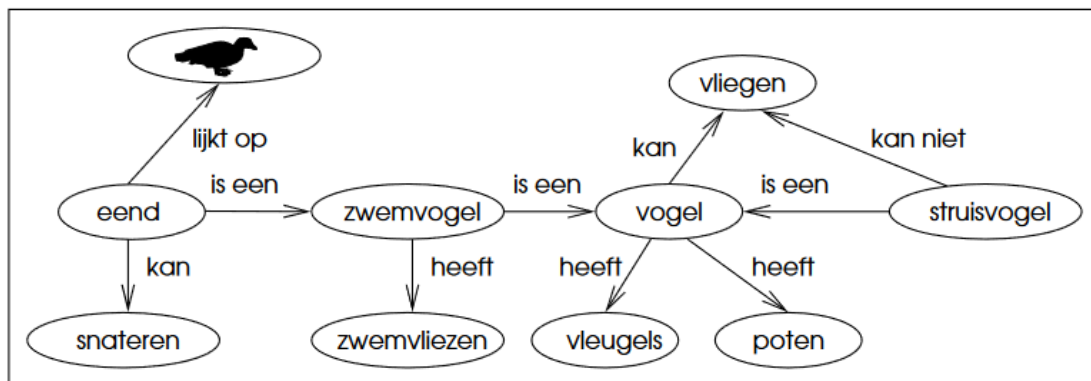 vliegen
lijkt op
kan
kan niet
is een
is een
is een
eend
zwemvogel
vogel
struisvogel
kan
heeft
heeft
heeft
snateren
zwemvliezen
vleugels
poten